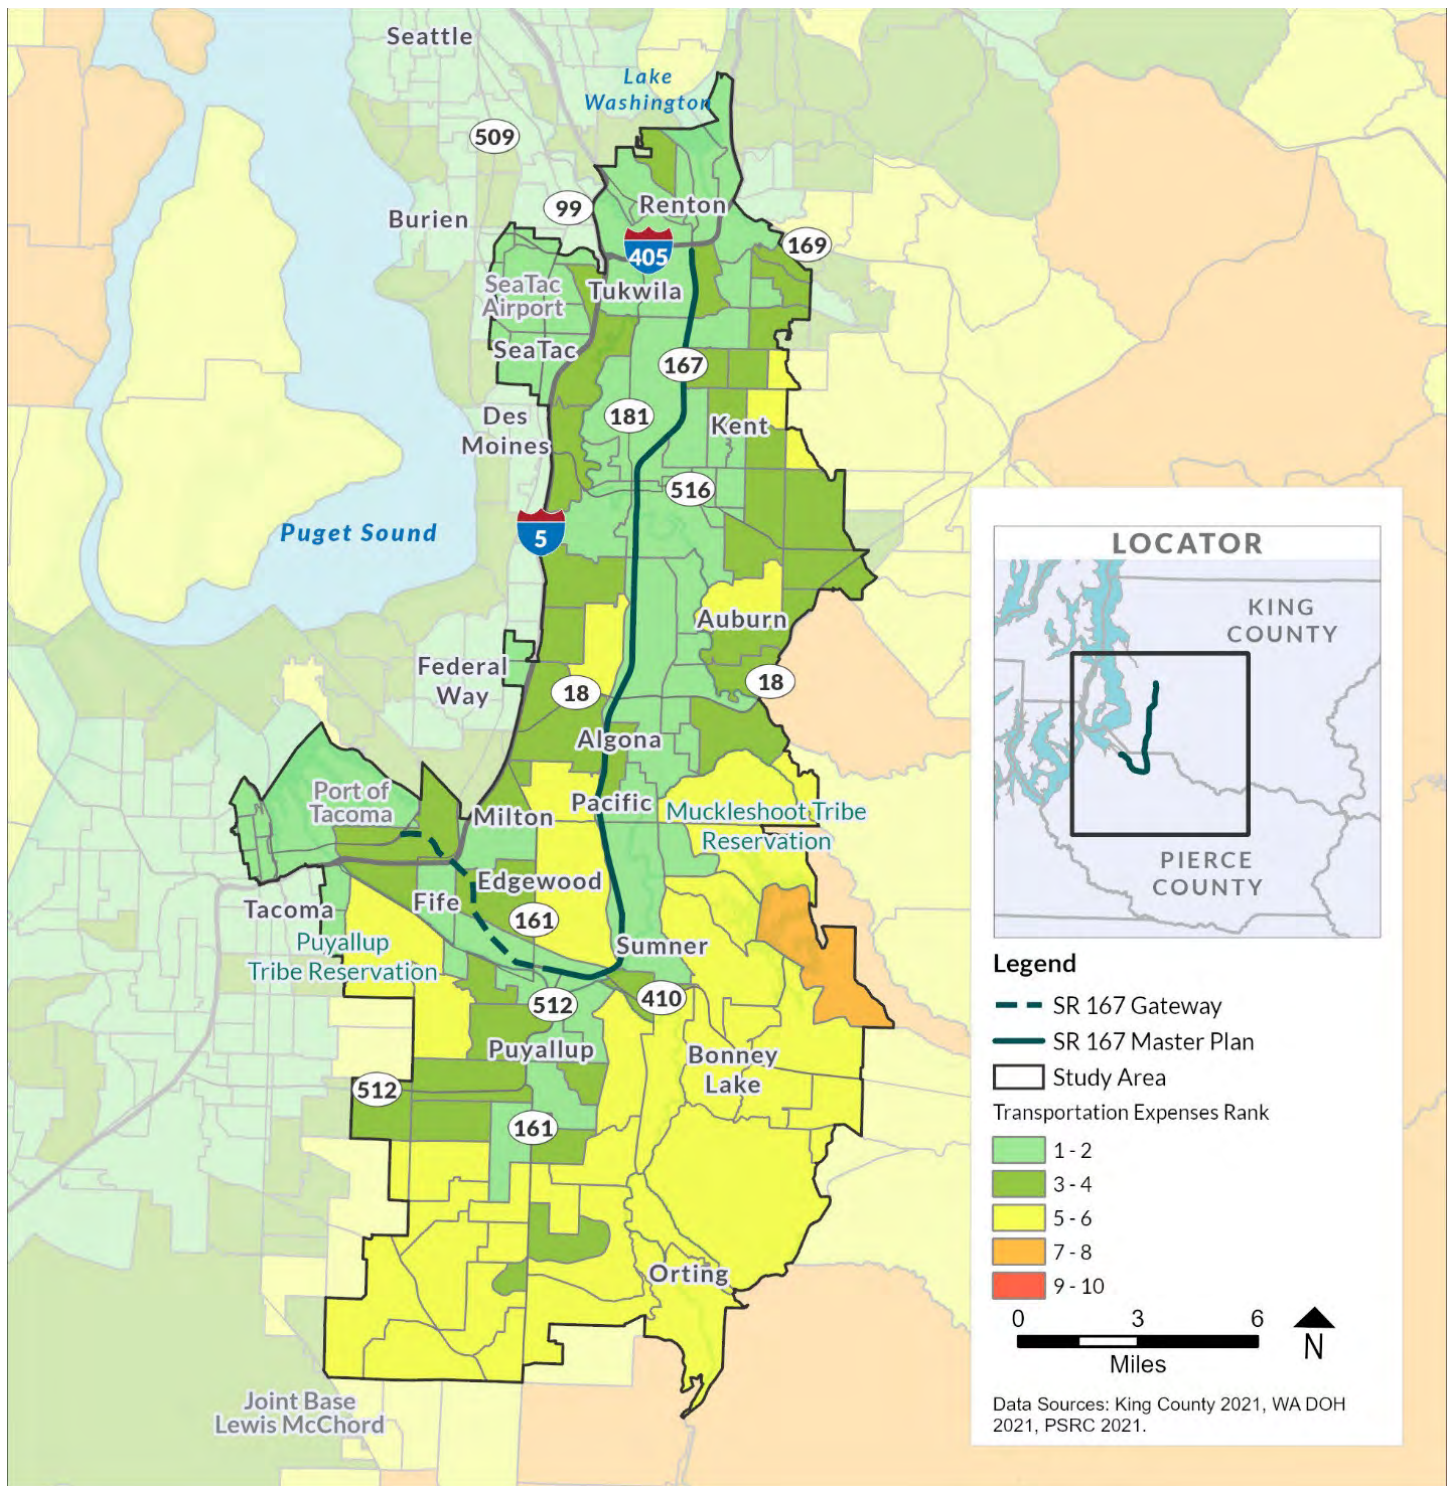 Seattle
Lake
Washington
509
99
Renton
Burien
405
169
SeaTac
Airport
Tukwila
SeaTac
167
181
Des
Moines
Kent
516
Puget Sound
5
Auburn
Federal
Way
18
18
Algona
Port of
Tacoma
Milton
Pacific
Muckleshoot Tribe
Reservation
Edgewood
Fife
Tacoma
161
Puyallup
Tribe Reservation
Sumner
512
410
Puyallup
Bonney
Lake
512
161
Orting
Joint Base
Lewis McChord
LOCATOR
KING
COUNTY
PIERCE
COUNTY
Legend
SR 167 Gateway
SR 167 Master Plan
Study Area
Transportation Expenses Rank
1 - 2
3 - 4
5 - 6
7 - 8
9 - 10
0 3 6
Miles
N
Data Sources: King County 2021, WA DOH
2021, PSRC 2021.